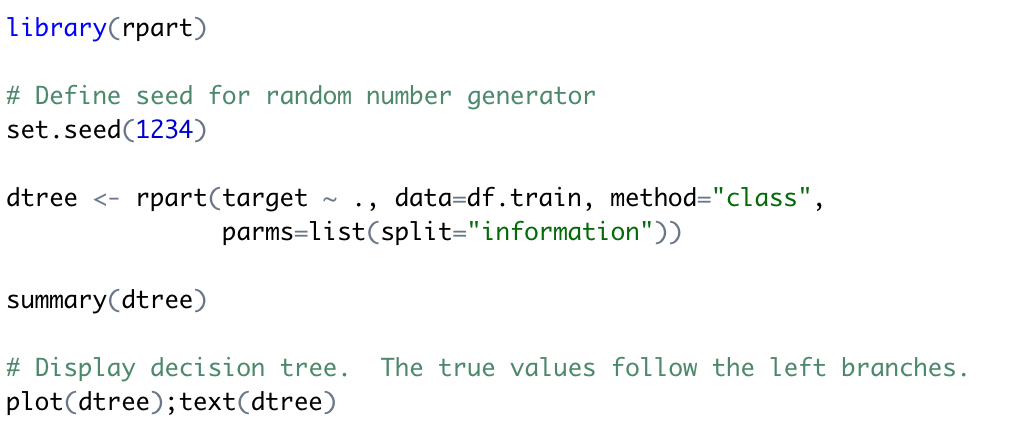 library(rpart)
# Define seed for random number generator
set.seed(1234)
dtree <- rpart(target ~ ., data=df.train, method="class",
               parms=list(split="information"))
summary(dtree)
# Display decision tree.  The true values follow the left branches.
plot(dtree);text(dtree)